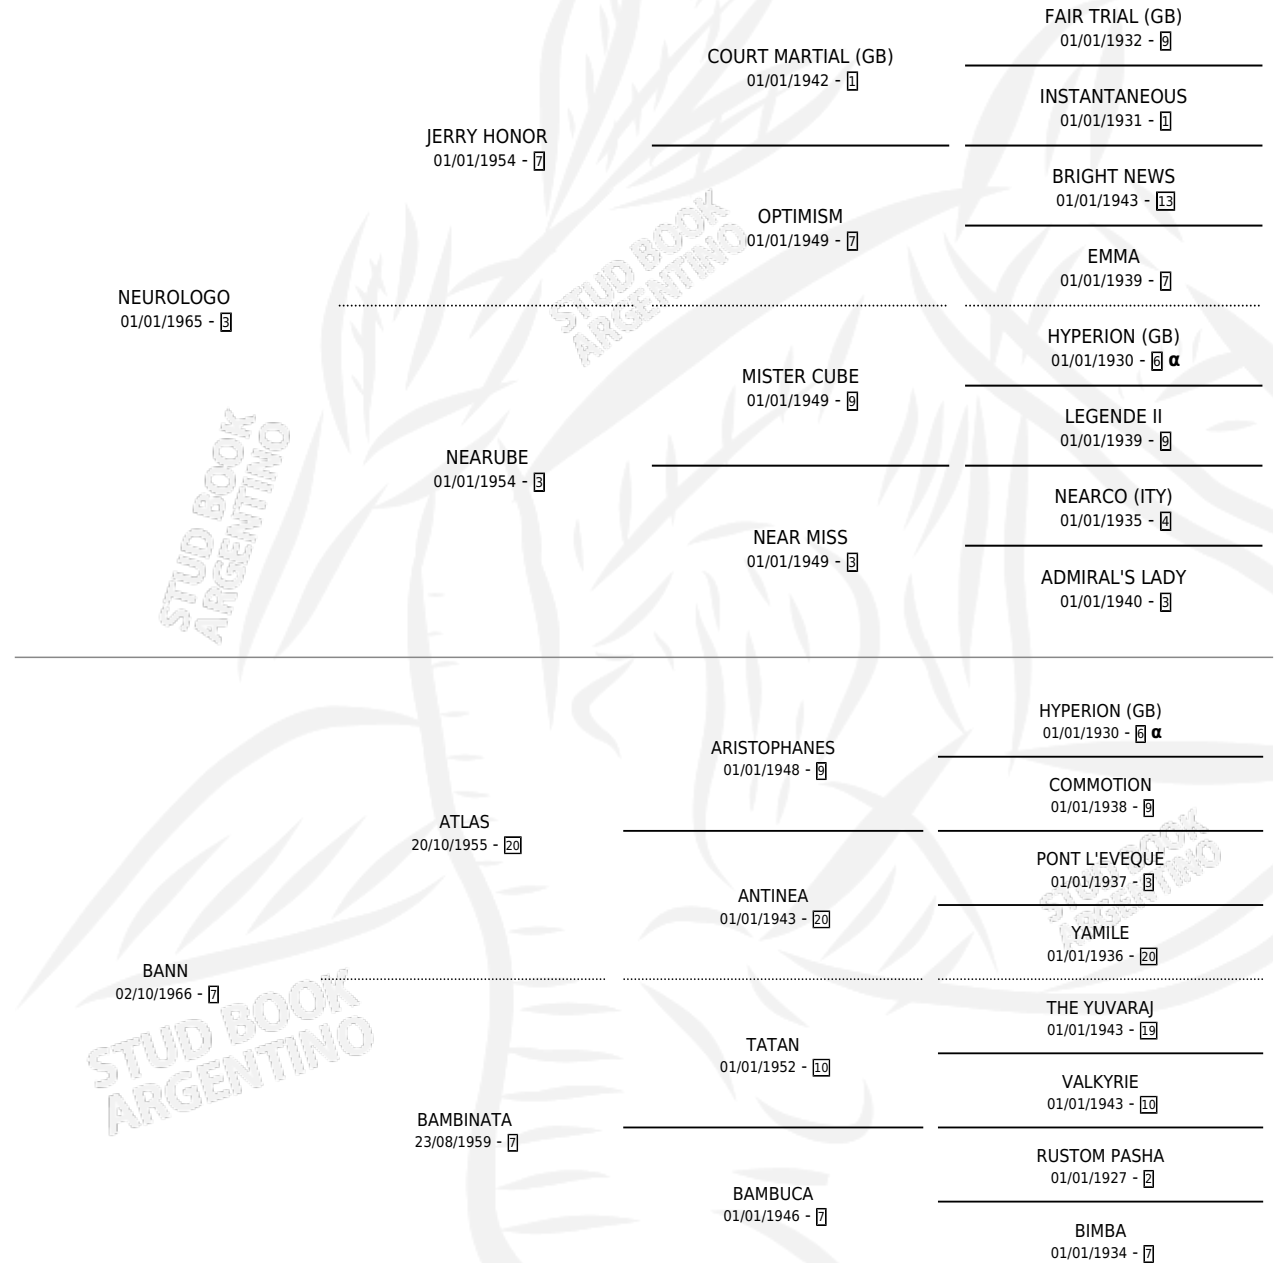 FAIR TRIAL (GB)
01/01/1932 - 9
COURT MARTIAL (GB)
01/01/1942 - 1
INSTANTANEOUS
01/01/1931 - 1
JERRY HONOR
01/01/1954 - 7
BRIGHT NEWS
01/01/1943 - 13
OPTIMISM
01/01/1949 - 7
EMMA
01/01/1939 - 7
NEUROLOGO
01/01/1965 - 3
HYPERION (GB)
01/01/1930 - 6 α
MISTER CUBE
01/01/1949 - 9
LEGENDE II
01/01/1939 - 9
NEARUBE
01/01/1954 - 3
NEARCO (ITY)
01/01/1935 - 4
NEAR MISS
01/01/1949 - 3
ADMIRAL'S LADY
01/01/1940 - 3
STUD BOOK
ARGENTINO
STUD BOOK
ARGENTINO
HYPERION (GB)
01/01/1930 - 6 α
ARISTOPHANES
01/01/1948 - 9
COMMOTION
01/01/1938 - 9
ATLAS
20/10/1955 - 20
PONT L'EVEQUE
01/01/1937 - 3
ANTINEA
01/01/1943 - 20
YAMILE
01/01/1936 - 20
BANN
02/10/1966 - 7
THE YUVARAJ
01/01/1943 - 19
TATAN
01/01/1952 - 10
VALKYRIE
01/01/1943 - 10
BAMBINATA
23/08/1959 - 7
RUSTOM PASHA
01/01/1927 - 2
BAMBUCA
01/01/1946 - 7
BIMBA
01/01/1934 - 7
STUD BOOK
ARGENTINO
STUD BOOK
ARGENTINO